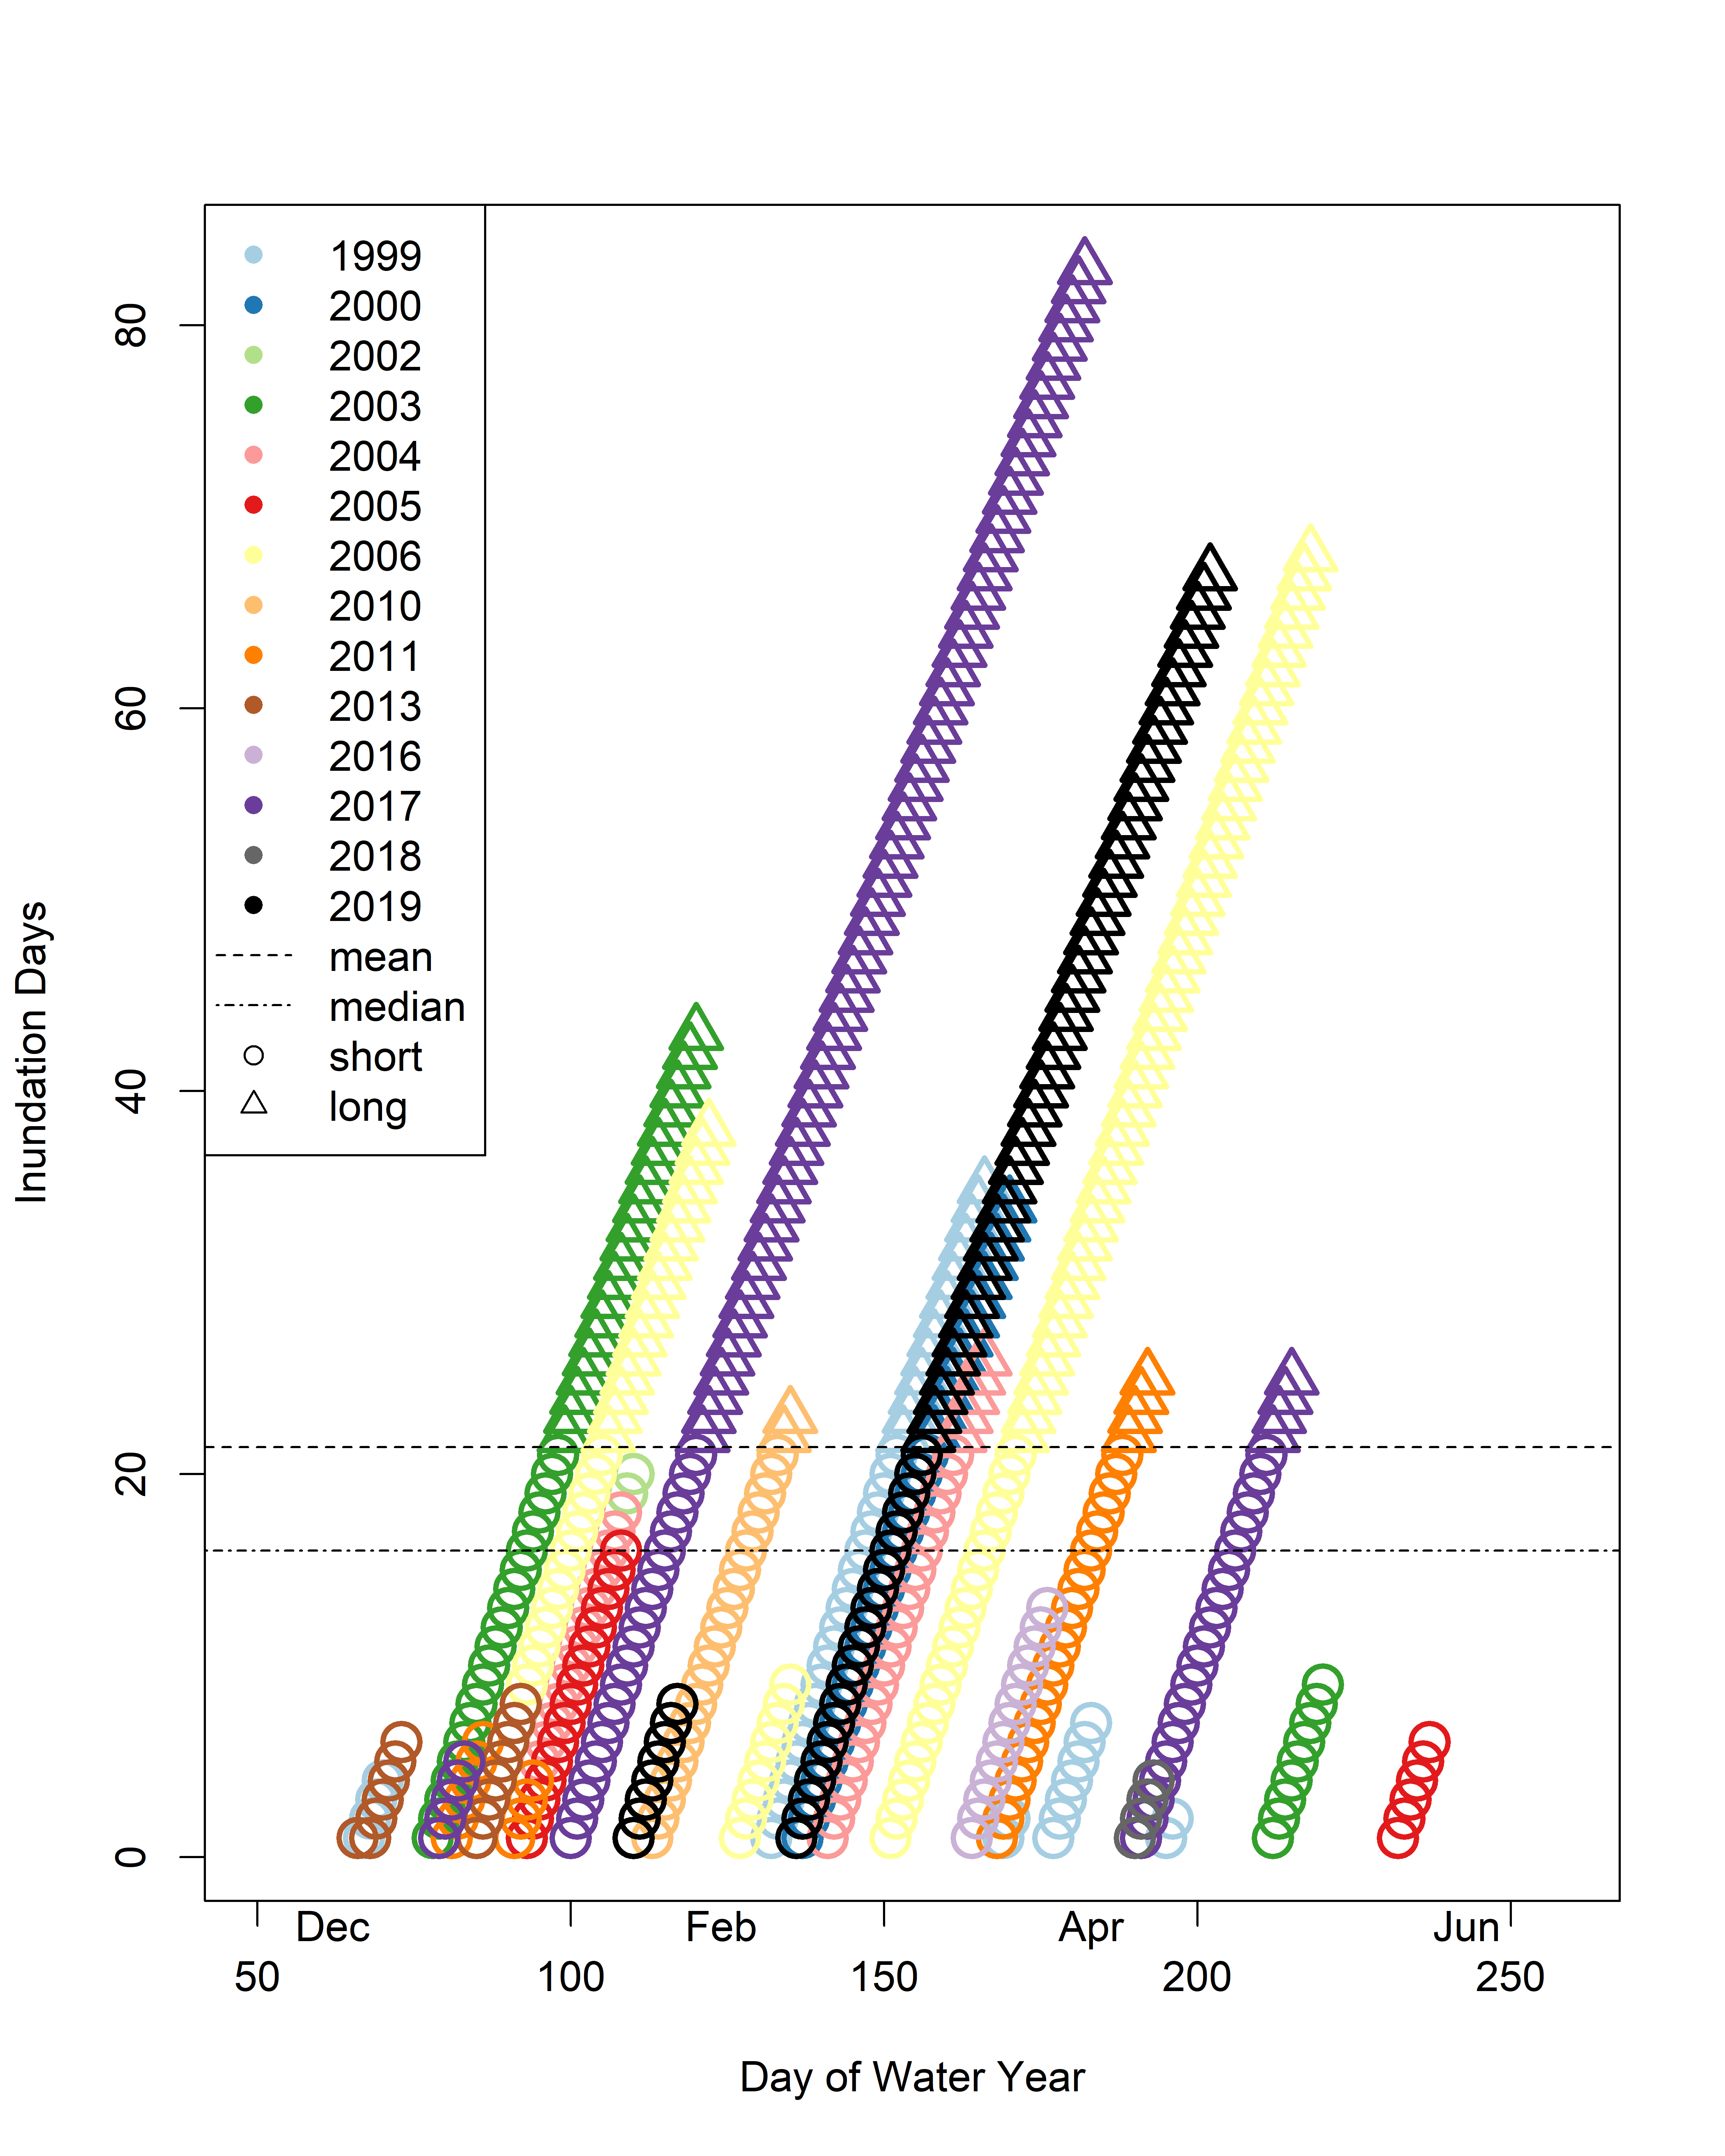 1999
2000
2002
2003
2004
2005
2006
2010
2011
2013
2016
2017
2018
2019
mean
median
short
long
80
60
40
20
0
Inundation Days
Dec Feb Apr Jun
50 100 150 200 250
Day of Water Year